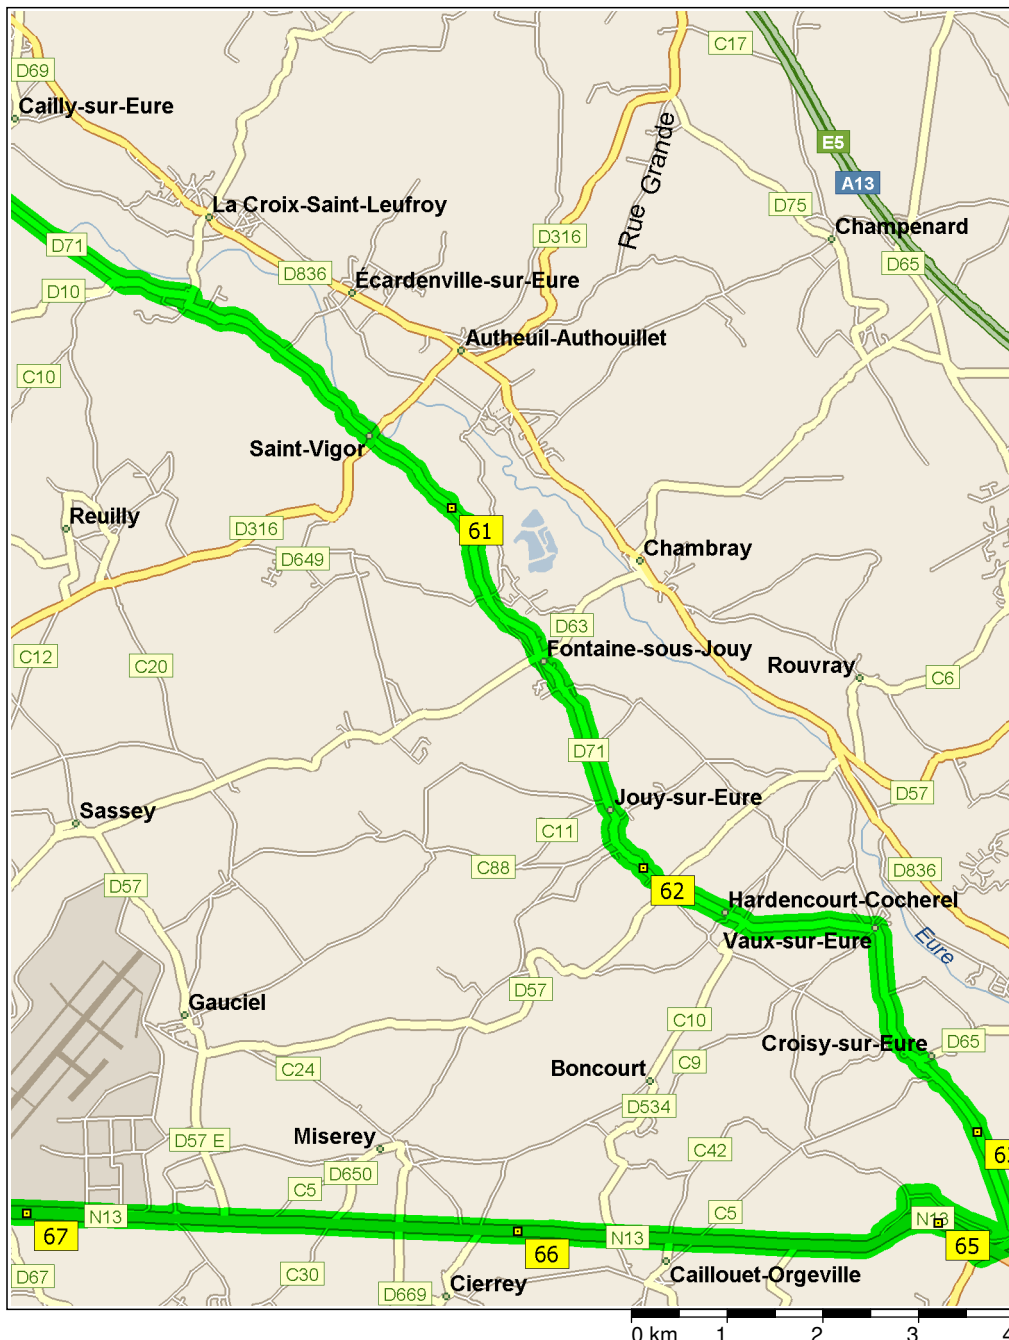 C17
D69
Cailly-sur-Eure
E5
Rue Grande
A13
La Croix-Saint-Leufroy
D75
Champenard
D316
D71
D65
D836
Écardenville-sur-Eure
D10
Autheuil-Authouillet
C10
Saint-Vigor
Reuilly
61
D316
Chambray
D649
D63
Fontaine-sous-Jouy
C12
C20
Rouvray
C6
D71
D57
Jouy-sur-Eure
Sassey
C11
C88
D836
D57
62
Hardencourt-Cocherel
Vaux-sur-Eure
Eure
D57
Gauciel
C10
Croisy-sur-Eure
D65
C9
C24
Boncourt
D534
Miserey
D57 E
C42
D650
C5
C5
N13
N13
67
N13
66
65
D67
C30
Cierrey
Caillouet-Orgeville
D669
0 km 1 2 3 4